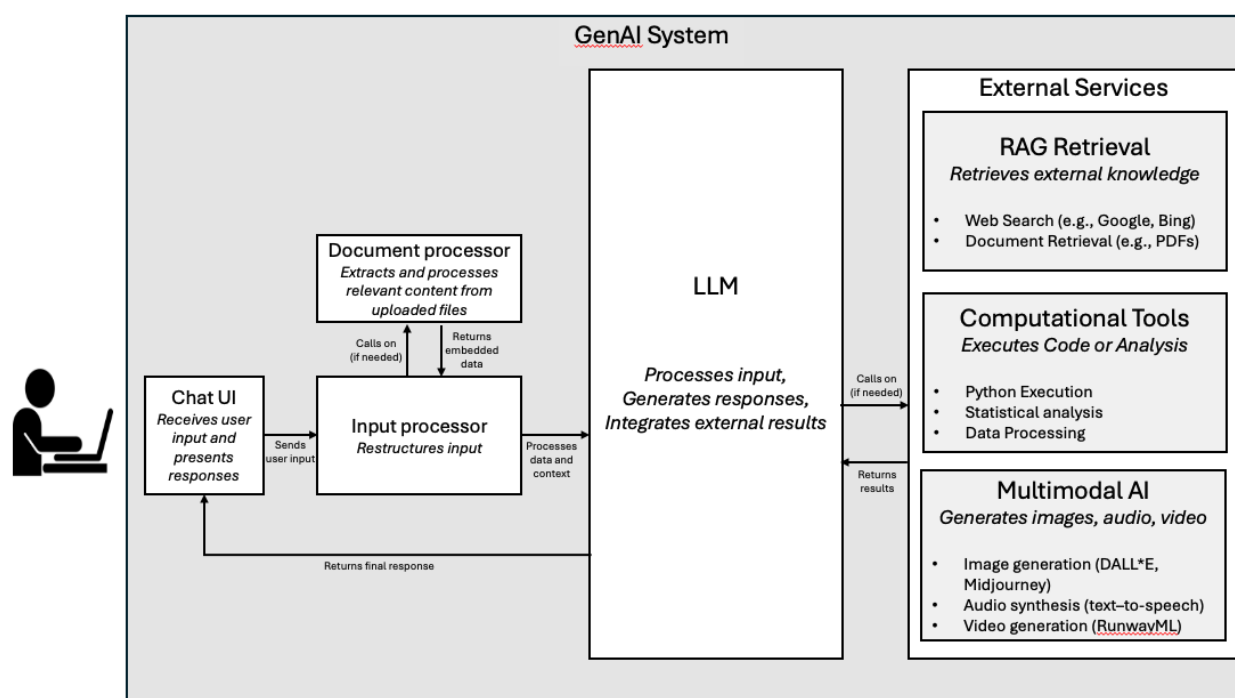 GenAI System
Chat UI
Receives user
input and
presents
responses
Sends
user input
Document processor
Extracts and processes
relevant content from
uploaded files
Calls on
(if needed)
Returns
embedded
data
Input processor
Restructures input
Processes
data and
context
LLM
Processes input,
Generates responses,
Integrates external results
Returns final response
Calls on
(if needed)
Returns
results
External Services
RAG Retrieval
Retrieves external knowledge
• Web Search (e.g., Google, Bing)
• Document Retrieval (e.g., PDFs)
Computational Tools
Executes Code or Analysis
• Python Execution
• Statistical analysis
• Data Processing
Multimodal AI
Generates images, audio, video
• Image generation (DALL*E,
Midjourney)
• Audio synthesis (text–to-speech)
• Video generation (RunwayML)